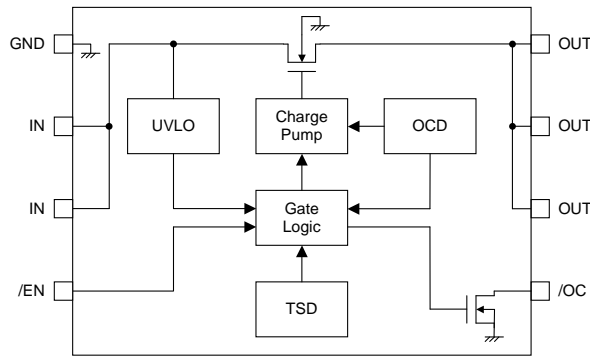 GND
OUT
IN
UVLO
Charge
Pump
OCD
OUT
IN
Gate
Logic
OUT
/EN
TSD
/OC